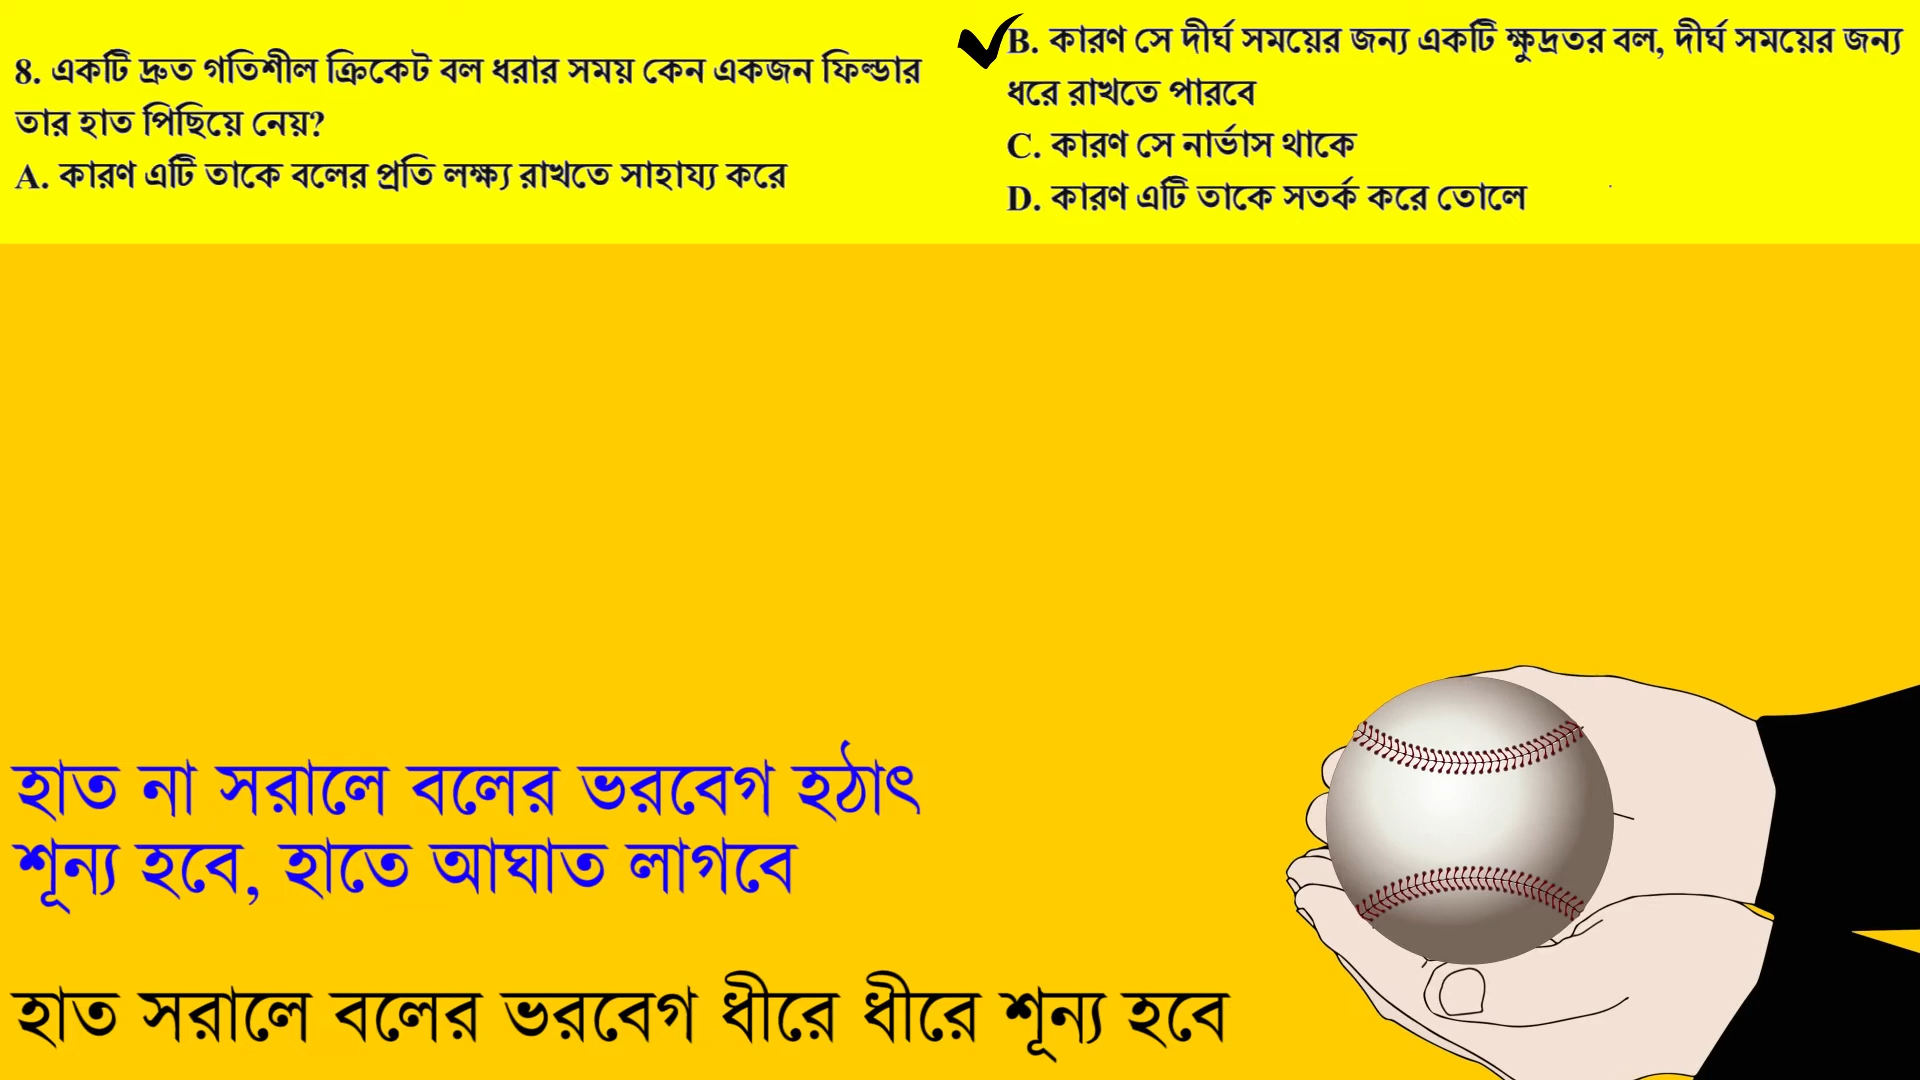 8. একটি দ্রুত গতিশীল ক্রিকেট বল ধরার সময় কেন একজন ফিল্ডার
তার হাত পিছিয়ে নেয়?
A. কারণ এটি তাকে বলের প্রতি লক্ষ্য রাখতে সাহায্য করে
B. কারণ সে দীর্ঘ সময়ের জন্য একটি ক্ষুদ্রতর বল, দীর্ঘ সময়ের জন্য
ধরে রাখতে পারবে
C. কারণ সে নার্ভাস থাকে
D. কারণ এটি তাকে সতর্ক করে তোলে
হাত না সরালে বলের ভরবেগ হঠাৎ
শূন্য হবে, হাতে আঘাত লাগবে
হাত সরালে বলের ভরবেগ ধীরে ধীরে শূন্য হবে